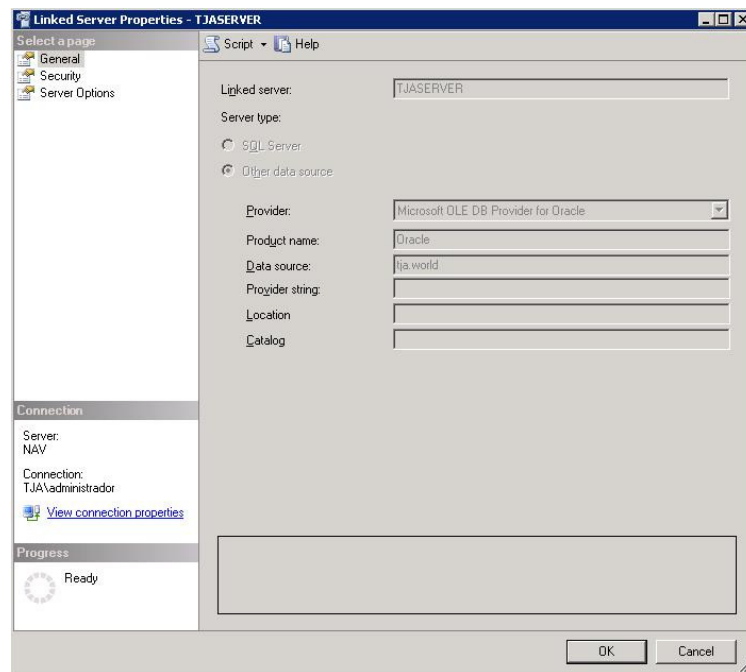 Linked Server Properties - TJASERVER
Select a page
General
Security
Server Options
Script
Help
Linked server: TJASERVER
Server type:
SQL Server
Other data source
Provider: Microsoft OLE DB Provider for Oracle
Product name: Oracle
Data source: tja.world
Provider string:
Location
Catalog
Connection
Server:
NAV
Connection:
TJA\administrador
View connection properties
Progress
Ready
OK Cancel